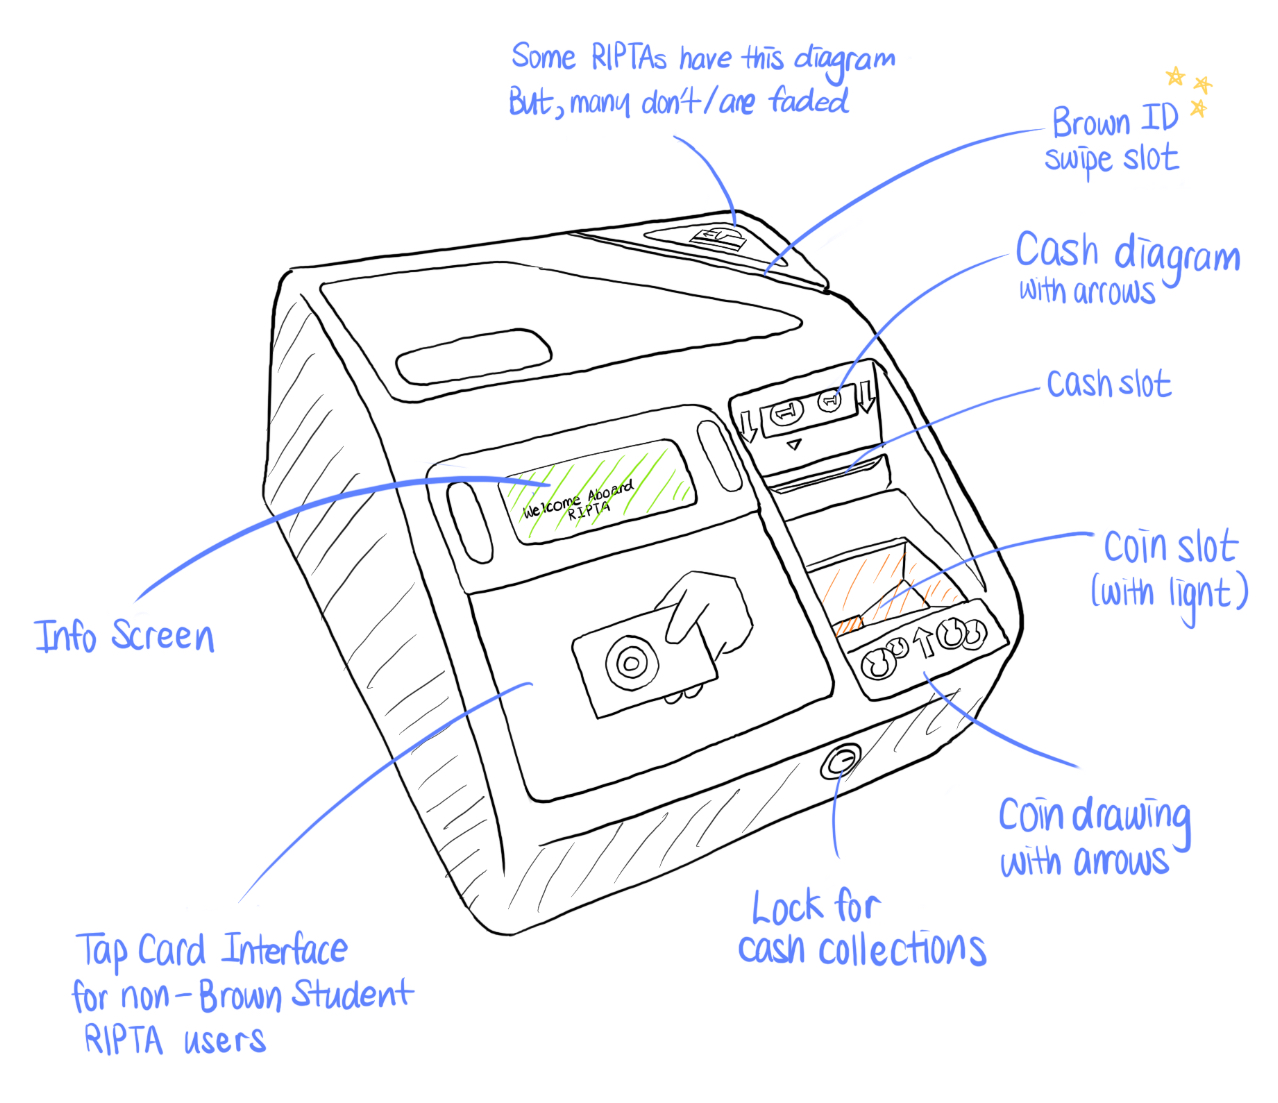 Some RIPTAs have this diagram
But, many don't/are faded
Brown ID
swipe slot
Cash diagram
with arrows
cash slot
Welcome Aboard
RIPTA
Coin slot
(with light)
Info Screen
Coin drawing
with arrows
Lock for
cash collections
Tap Card Interface
for non-Brown Student
RIPTA users